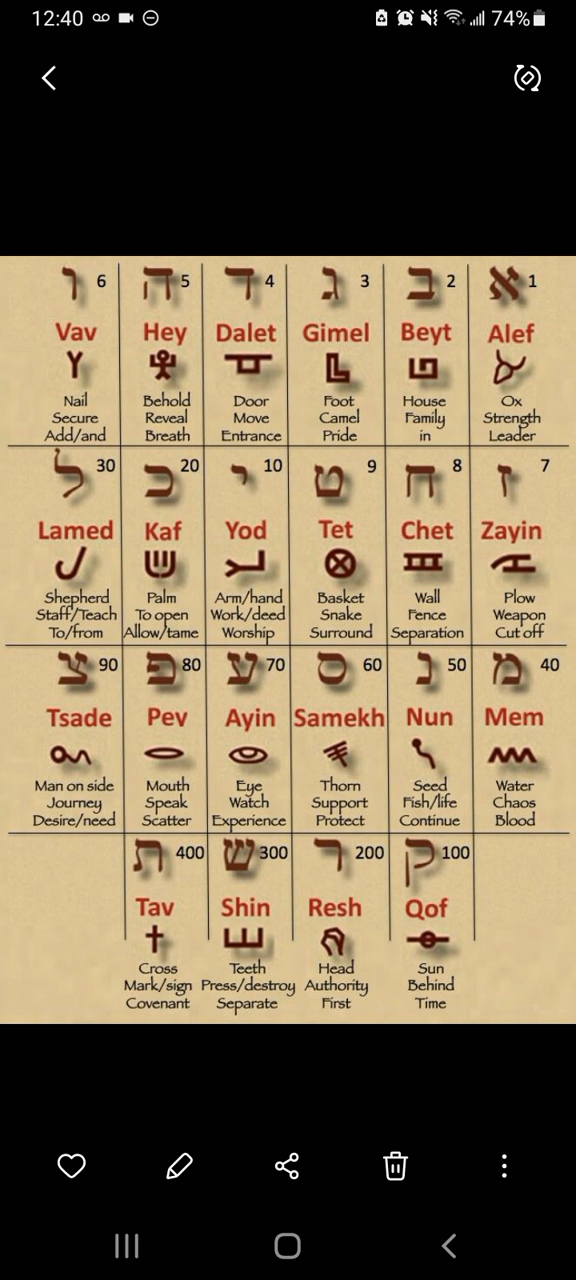 12:40 74%
ו 6 ה 5 ד 4 ג 3 ב 2 א 1
Vav Hey Dalet Gimel Beyt Alef
Nail Behold Door Foot House Ox
Secure Reveal Move Camel Family Strength
Add/and Breath Entrance Pride in Leader
ל 30 כ 20 י 10 ט 9 ח 8 ז 7
Lamed Kaf Yod Tet Chet Zayin
Shepherd Palm Arm/hand Basket Wall Plow
Staff/Teach To open Work/deed Snake Fence Weapon
To/from Allow/tame Worship Surround Separation Cut off
צ 90 פ 80 ע 70 ס 60 נ 50 מ 40
Tsade Pev Ayin Samekh Nun Mem
Man on side Mouth Eye Thorn Seed Water
Journey Speak Watch Support Fish/life Chaos
Desire/need Scatter Experience Protect Continue Blood
ת 400 ש 300 ר 200 ק 100
Tav Shin Resh Qof
Cross Teeth Head Sun
Mark/sign Press/destroy Authority Behind
Covenant Separate First Time